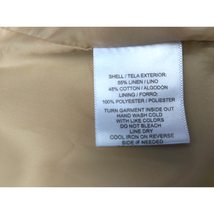 SHELL / TELA EXTERIOR:
55% LINEN / LINO
45% COTTON / ALGODON
LINING / FORRO:
100% POLYESTER / POLIESTER
TURN GARMENT INSIDE OUT
HAND WASH COLD
WITH LIKE COLORS
DO NOT BLEACH
LINE DRY
COOL IRON ON REVERSE
SIDE IF NEEDED